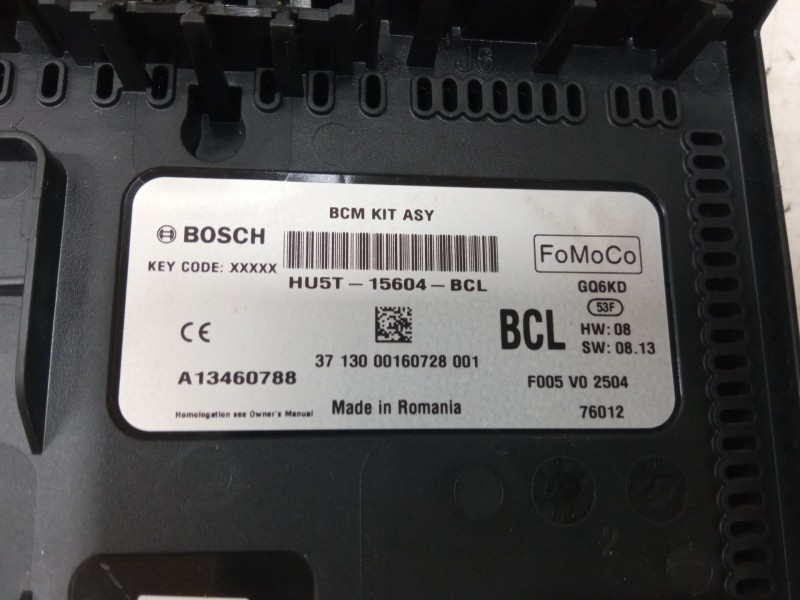 J6
BCM KIT ASY
BOSCH
KEY CODE: XXXXX
HU5T-15604-BCL
FoMoCo
GQ6KD
53F
BCL
HW: 08
SW: 08.13
CE
37 130 00160728 001
A13460788
F005 V0 2504
Homologation see Owner's Manual
Made in Romania
76012